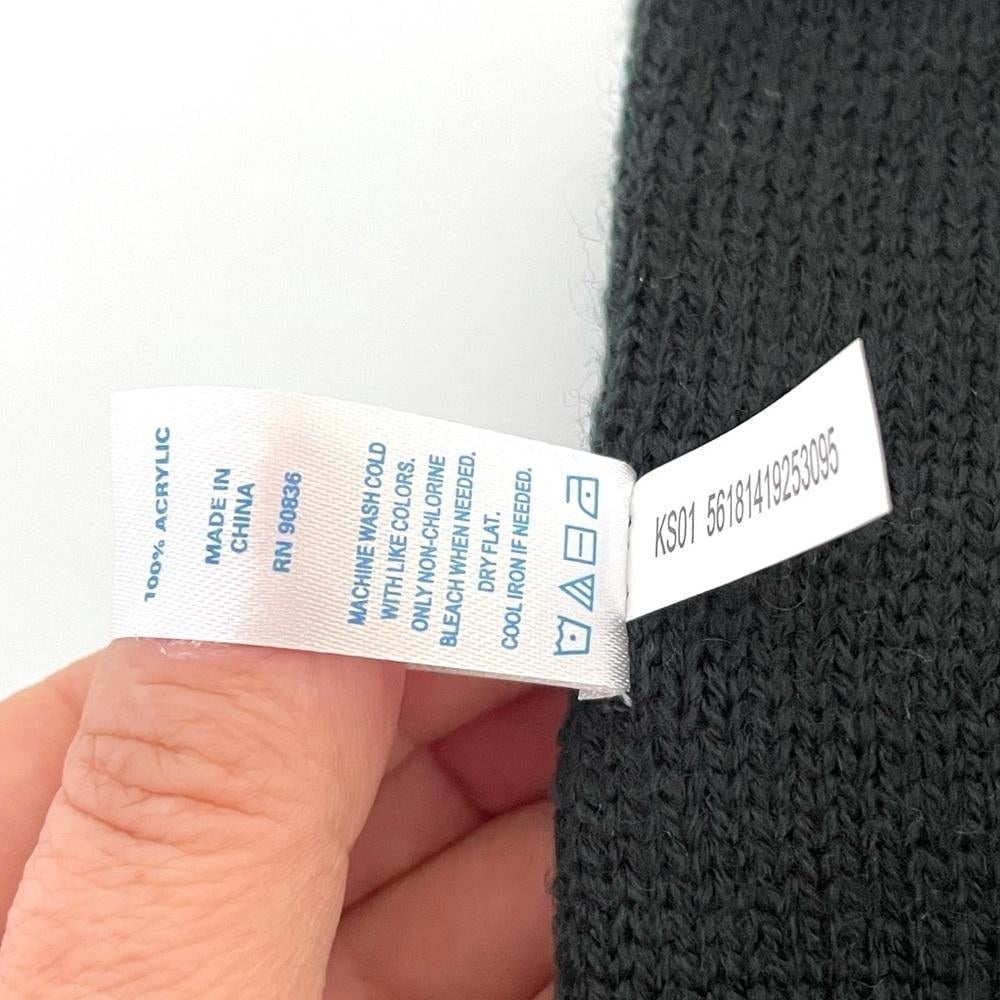 100% ACRYLIC
MADE IN
CHINA
RN 90836
MACHINE WASH COLD
WITH LIKE COLORS.
ONLY NON-CHLORINE
BLEACH WHEN NEEDED.
DRY FLAT.
COOL IRON IF NEEDED.
KS01 56181419253095